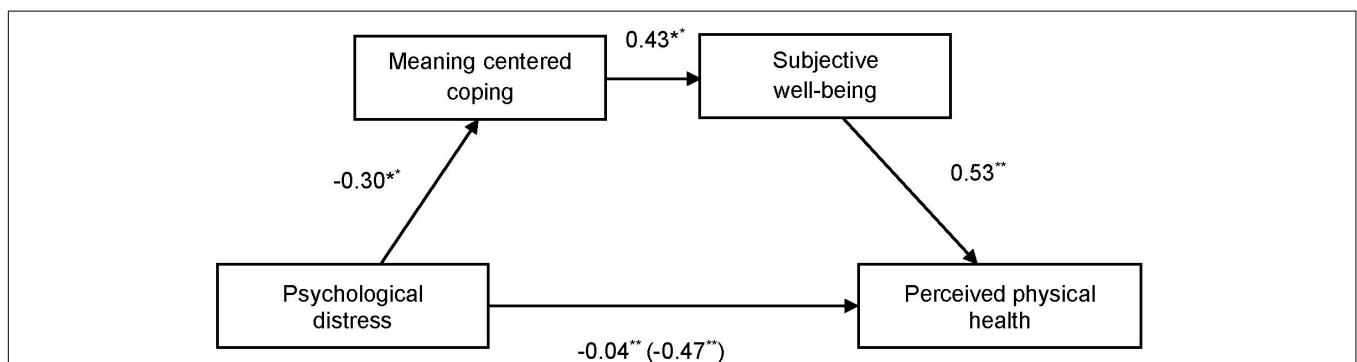 0.43**
Meaning centered
coping
Subjective
well-being
-0.30**
0.53**
Psychological
distress
Perceived physical
health
-0.04** (-0.47**)